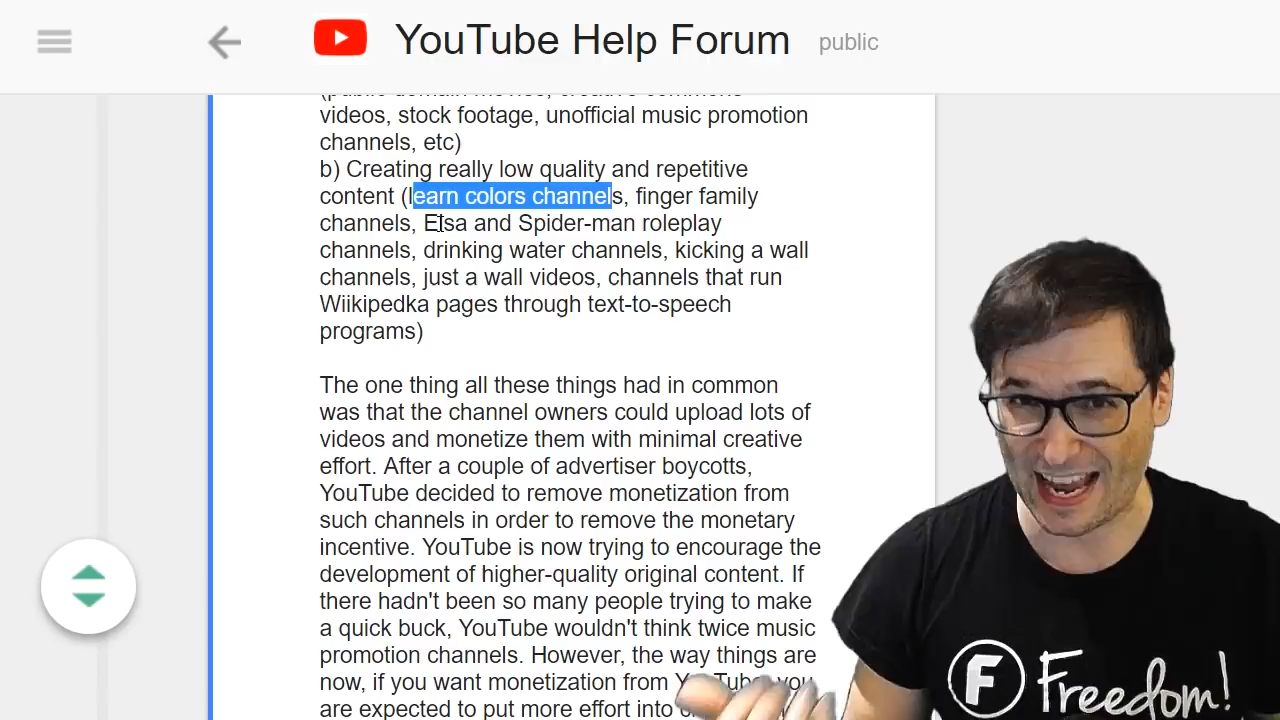 YouTube Help Forum public
videos, stock footage, unofficial music promotion
channels, etc)
b) Creating really low quality and repetitive
content (learn colors channels, finger family
channels, Elsa and Spider-man roleplay
channels, drinking water channels, kicking a wall
channels, just a wall videos, channels that run
Wiikipedka pages through text-to-speech
programs)
The one thing all these things had in common
was that the channel owners could upload lots of
videos and monetize them with minimal creative
effort. After a couple of advertiser boycotts,
YouTube decided to remove monetization from
such channels in order to remove the monetary
incentive. YouTube is now trying to encourage the
development of higher-quality original content. If
there hadn't been so many people trying to make
a quick buck, YouTube wouldn't think twice music
promotion channels. However, the way things are
now, if you want monetization from YouTube, you
are expected to put more effort into
F Freedom!